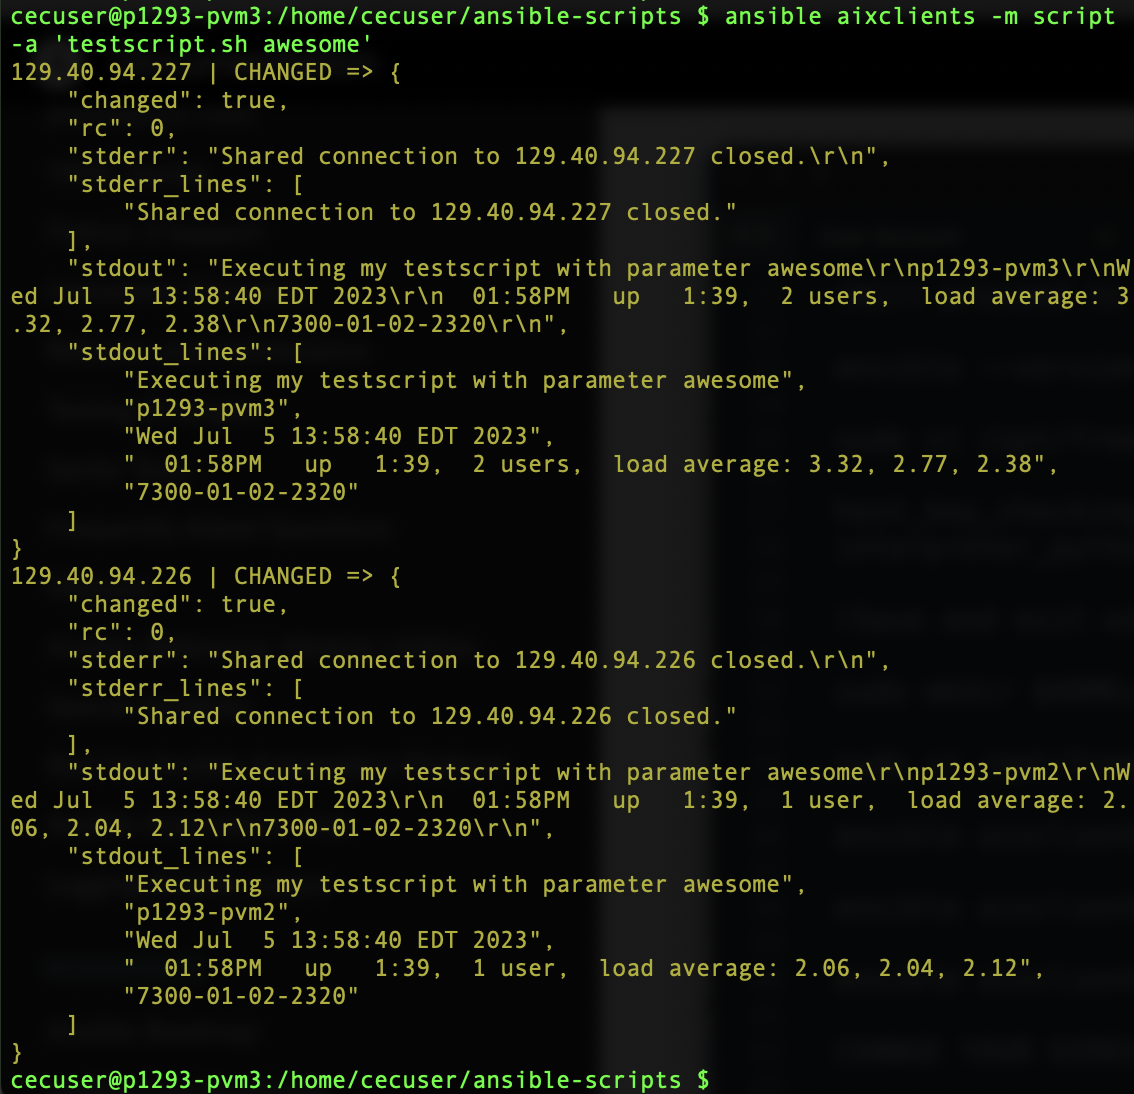 cecuser@p1293-pvm3:/home/cecuser/ansible-scripts $ ansible aixclients -m script
-a 'testscript.sh awesome'
129.40.94.227 | CHANGED => {
    "changed": true,
    "rc": 0,
    "stderr": "Shared connection to 129.40.94.227 closed.\r\n",
    "stderr_lines": [
        "Shared connection to 129.40.94.227 closed."
    ],
    "stdout": "Executing my testscript with parameter awesome\r\np1293-pvm3\r\nW
ed Jul  5 13:58:40 EDT 2023\r\n  01:58PM   up   1:39,  2 users,  load average: 3
.32, 2.77, 2.38\r\n7300-01-02-2320\r\n",
    "stdout_lines": [
        "Executing my testscript with parameter awesome",
        "p1293-pvm3",
        "Wed Jul  5 13:58:40 EDT 2023",
        "  01:58PM   up   1:39,  2 users,  load average: 3.32, 2.77, 2.38",
        "7300-01-02-2320"
    ]
}
129.40.94.226 | CHANGED => {
    "changed": true,
    "rc": 0,
    "stderr": "Shared connection to 129.40.94.226 closed.\r\n",
    "stderr_lines": [
        "Shared connection to 129.40.94.226 closed."
    ],
    "stdout": "Executing my testscript with parameter awesome\r\np1293-pvm2\r\nW
ed Jul  5 13:58:40 EDT 2023\r\n  01:58PM   up   1:39,  1 user,  load average: 2.
06, 2.04, 2.12\r\n7300-01-02-2320\r\n",
    "stdout_lines": [
        "Executing my testscript with parameter awesome",
        "p1293-pvm2",
        "Wed Jul  5 13:58:40 EDT 2023",
        "  01:58PM   up   1:39,  1 user,  load average: 2.06, 2.04, 2.12",
        "7300-01-02-2320"
    ]
}
cecuser@p1293-pvm3:/home/cecuser/ansible-scripts $